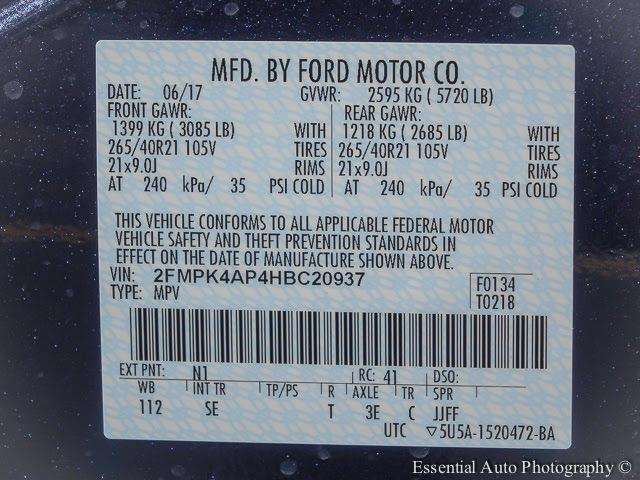 MFD. BY FORD MOTOR CO.
DATE: 06/17 GVWR: 2595 KG ( 5720 LB)
FRONT GAWR: REAR GAWR:
1399 KG ( 3085 LB) WITH 1218 KG ( 2685 LB) WITH
265/40R21 105V TIRES 265/40R21 105V TIRES
21x9.0J RIMS 21x9.0J RIMS
AT 240 kPa/ 35 PSI COLD AT 240 kPa/ 35 PSI COLD
THIS VEHICLE CONFORMS TO ALL APPLICABLE FEDERAL MOTOR
VEHICLE SAFETY AND THEFT PREVENTION STANDARDS IN
EFFECT ON THE DATE OF MANUFACTURE SHOWN ABOVE.
VIN: 2FMPK4AP4HBC20937 F0134
TYPE: MPV T0218
EXT PNT: N1 RC: 41 DSO:
WB INT TR TP/PS R AXLE TR SPR
112 SE T 3E C JJFF
UTC ▽5U5A-1520472-BA
Essential Auto Photography ©